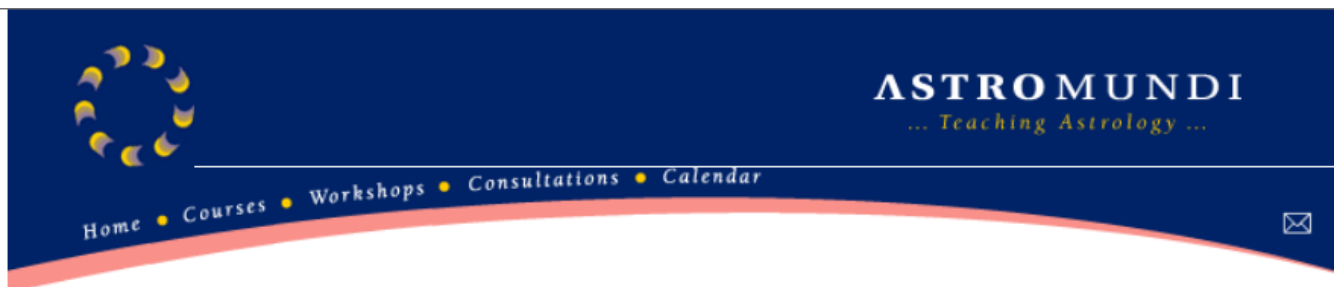 ASTROMUNDI
... Teaching Astrology ...
Home • Courses • Workshops • Consultations • Calendar